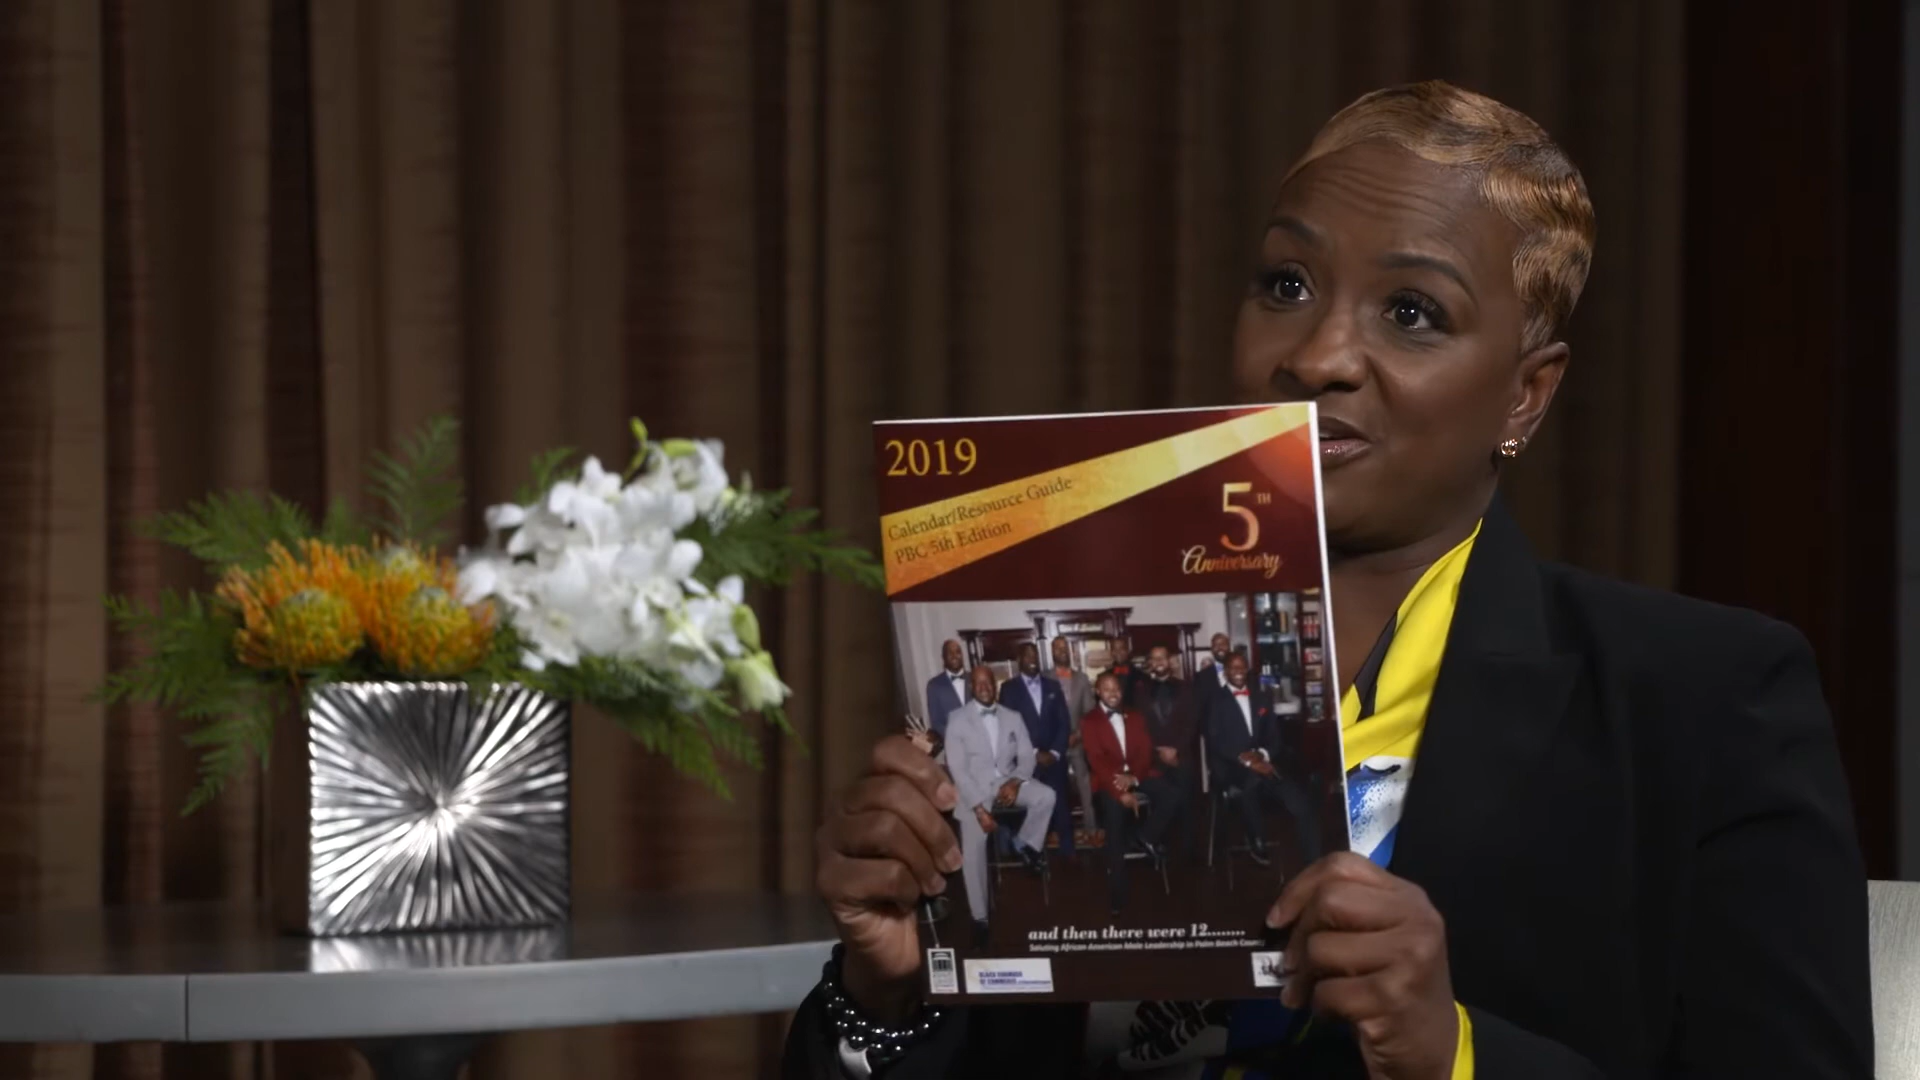 2019
Calendar/Resource Guide
PBC 5th Edition
5TH
Anniversary
and then there were 12........
Saluting African American Male Leadership in Palm Beach County
BLACK CHAMBER
OF COMMERCE